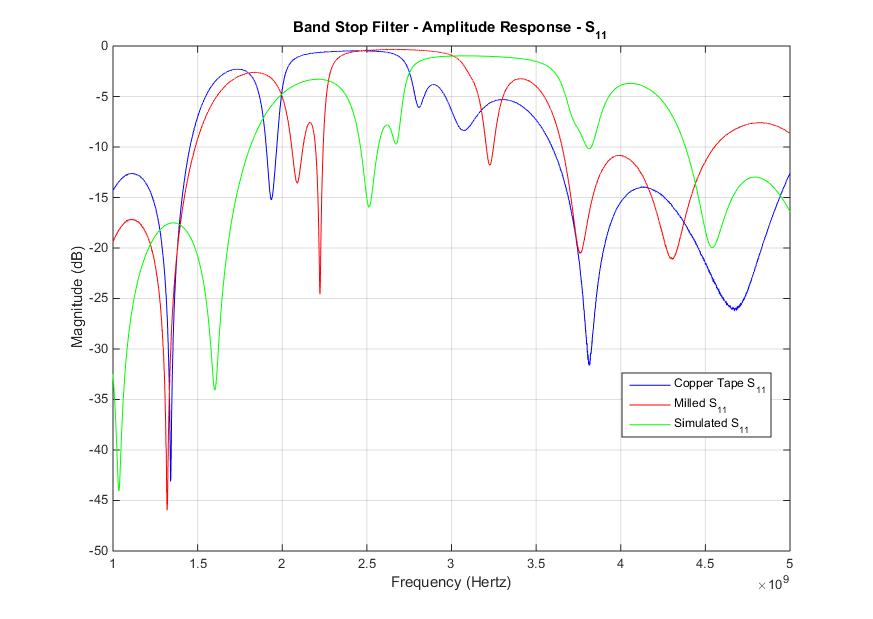 Band Stop Filter - Amplitude Response - S11
0
-5
-10
-15
-20
-25
-30
-35
-40
-45
-50
Magnitude (dB)
Copper Tape S11
Milled S11
Simulated S11
1 1.5 2 2.5 3 3.5 4 4.5 5
Frequency (Hertz)
×10^9